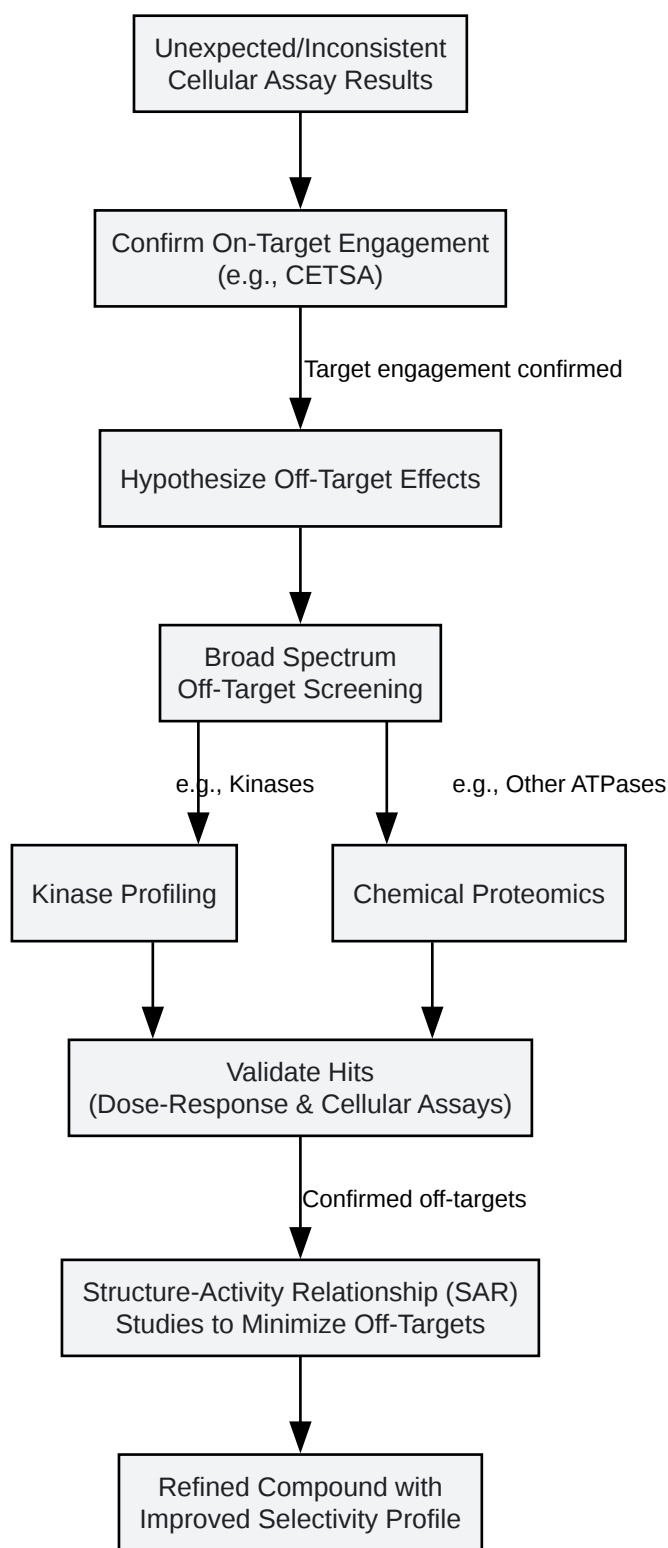 Unexpected/Inconsistent
Cellular Assay Results
Confirm On-Target Engagement
(e.g., CETSA)
Target engagement confirmed
Hypothesize Off-Target Effects
Broad Spectrum
Off-Target Screening
e.g., Kinases
e.g., Other ATPases
Kinase Profiling
Chemical Proteomics
Validate Hits
(Dose-Response & Cellular Assays)
Confirmed off-targets
Structure-Activity Relationship (SAR)
Studies to Minimize Off-Targets
Refined Compound with
Improved Selectivity Profile